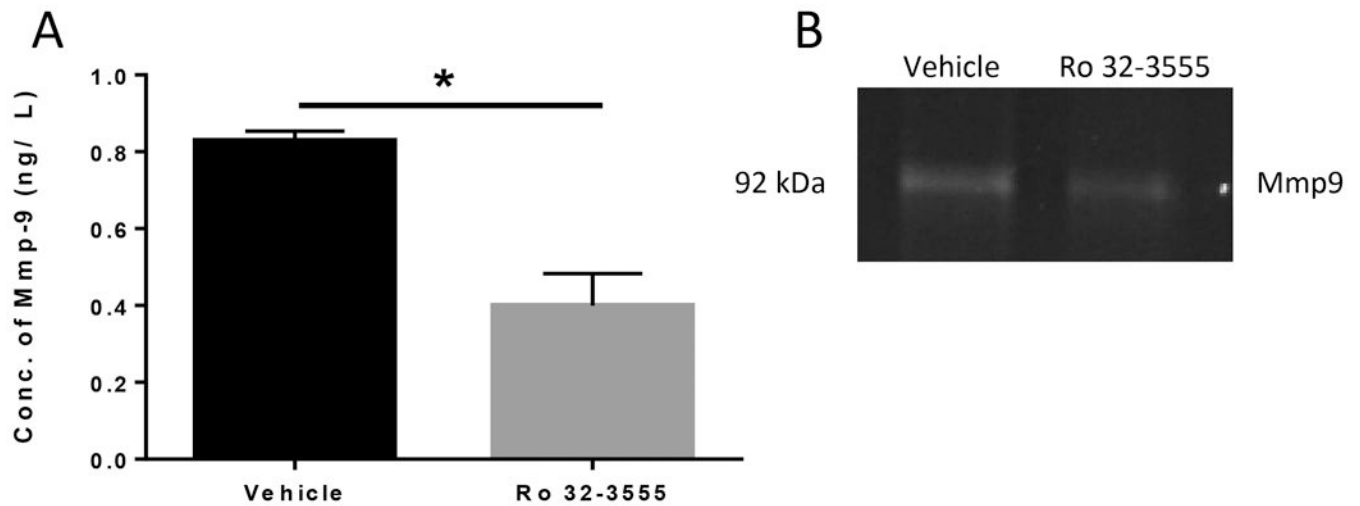 A
*
1.0
0.8
0.6
0.4
0.2
0.0
Conc. of Mmp-9 (ng/ L)
Vehicle
Ro 32-3555
B
Vehicle Ro 32-3555
92 kDa
Mmp9